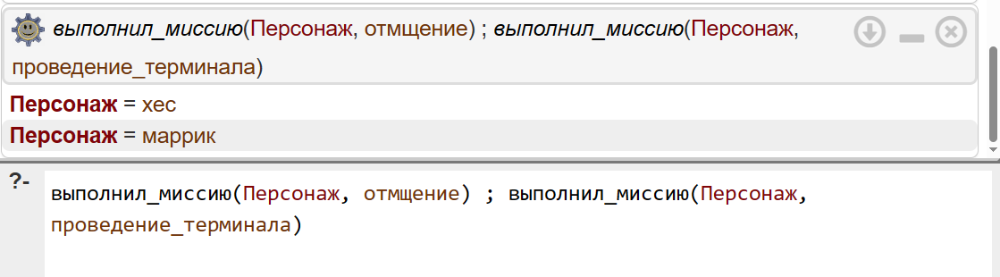 выполнил_миссию(Персонаж, отмщение) ; выполнил_миссию(Персонаж,
проведение_терминала)
Персонаж = хес
Персонаж = маррик
?-
выполнил_миссию(Персонаж, отмщение) ; выполнил_миссию(Персонаж,
проведение_терминала)